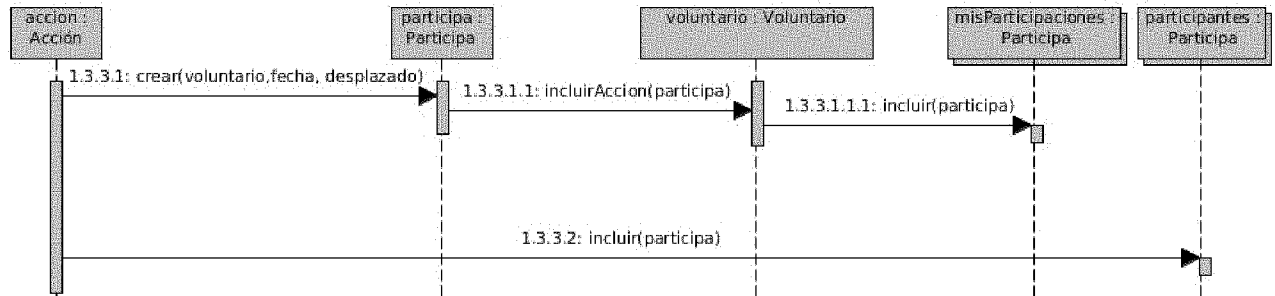 accion :
Acción
participa :
Participa
voluntario : Voluntario
misParticipaciones :
Participa
participantes :
Participa
1.3.3.1: crear(voluntario,fecha, desplazado)
1.3.3.1.1: incluirAccion(participa)
1.3.3.1.1.1: incluir(participa)
1.3.3.2: incluir(participa)